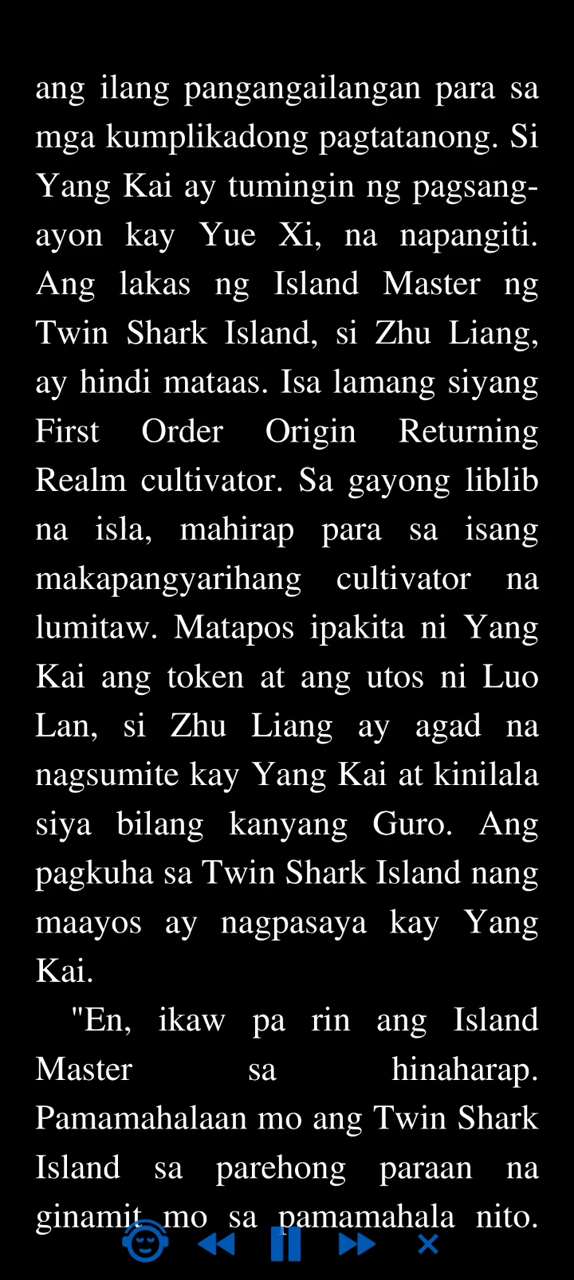 ang ilang pangangailangan para sa
mga kumplikadong pagtatanong. Si
Yang Kai ay tumingin ng pagsang-
ayon kay Yue Xi, na napangiti.
Ang lakas ng Island Master ng
Twin Shark Island, si Zhu Liang,
ay hindi mataas. Isa lamang siyang
First Order Origin Returning
Realm cultivator. Sa gayong liblib
na isla, mahirap para sa isang
makapangyarihang cultivator na
lumitaw. Matapos ipakita ni Yang
Kai ang token at ang utos ni Luo
Lan, si Zhu Liang ay agad na
nagsumite kay Yang Kai at kinilala
siya bilang kanyang Guro. Ang
pagkuha sa Twin Shark Island nang
maayos ay nagpasaya kay Yang
Kai.
"En, ikaw pa rin ang Island
Master sa hinaharap.
Pamamahalaan mo ang Twin Shark
Island sa parehong paraan na
ginamit mo sa pamamahala nito.